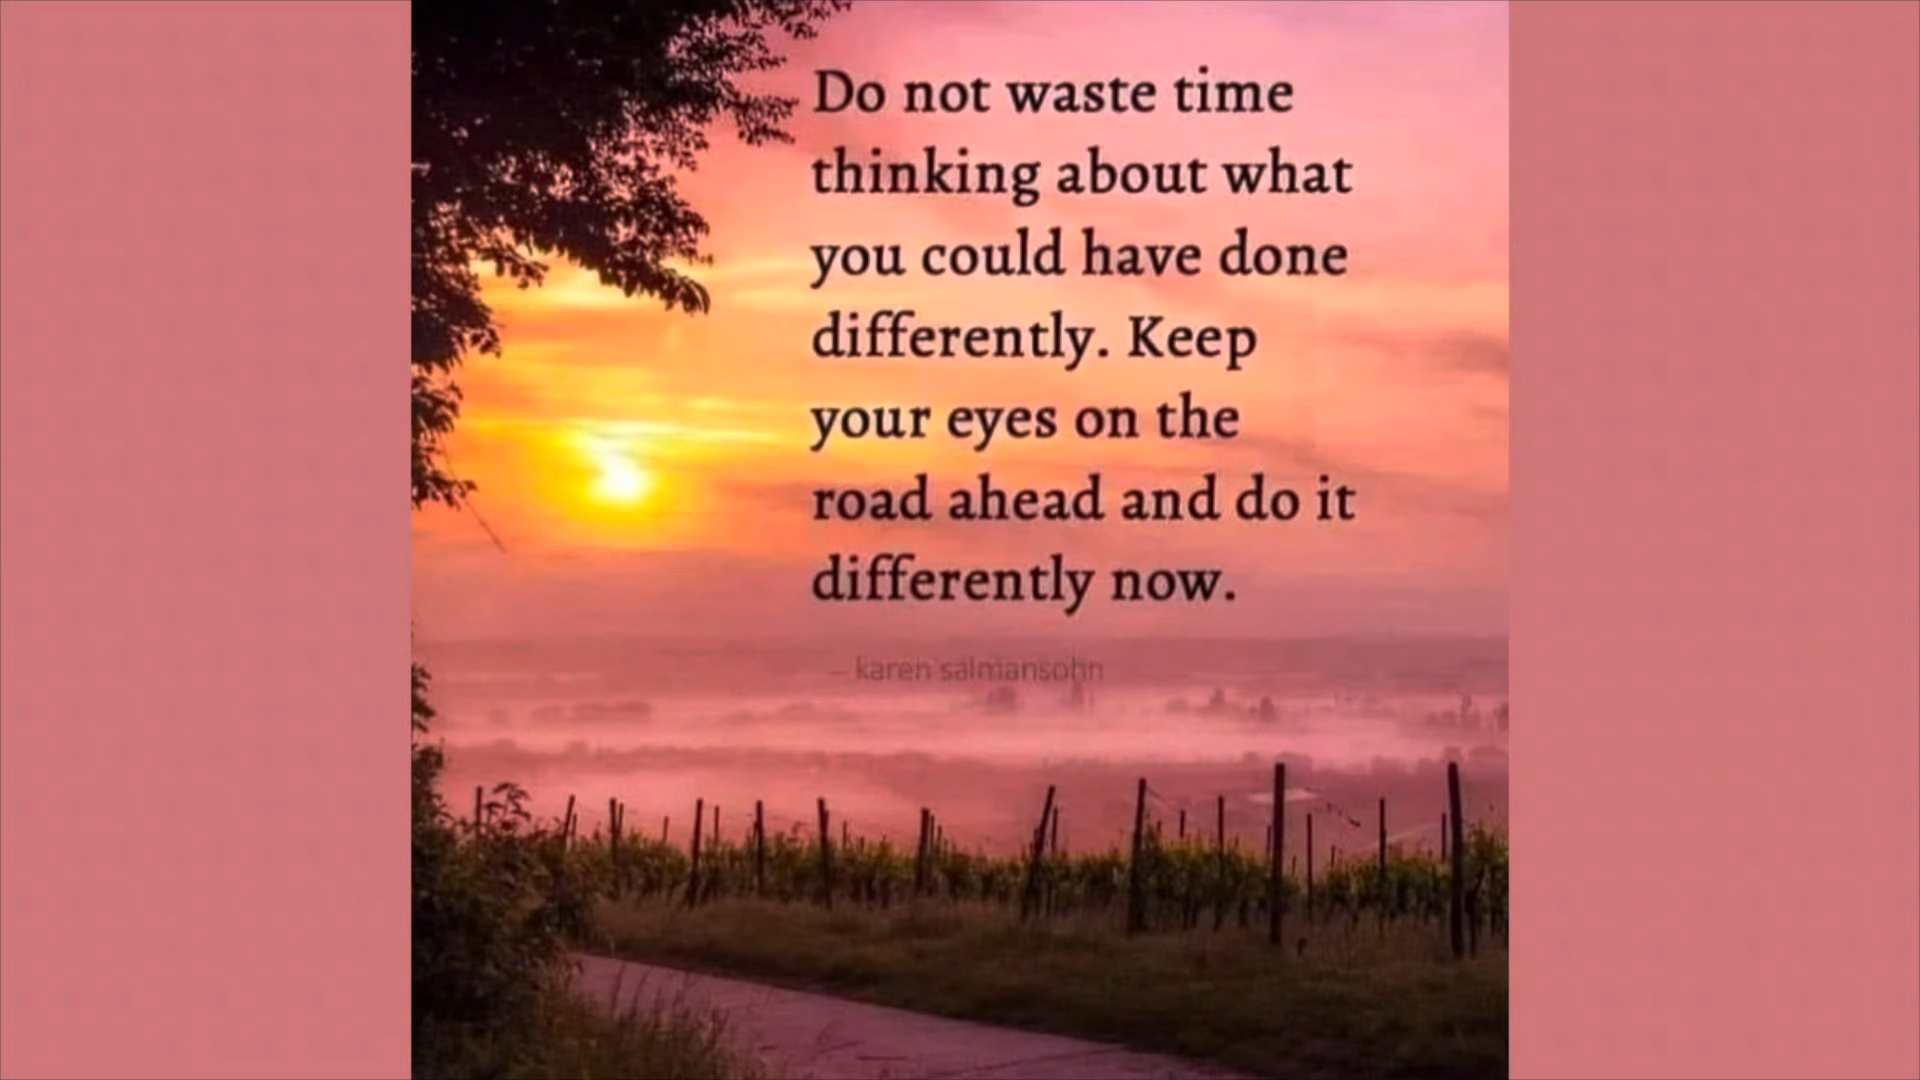 Do not waste time
thinking about what
you could have done
differently. Keep
your eyes on the
road ahead and do it
differently now.
– karen salmansohn